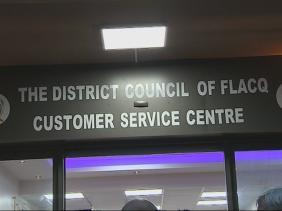 THE DISTRICT COUNCIL OF FLACQ
CUSTOMER SERVICE CENTRE